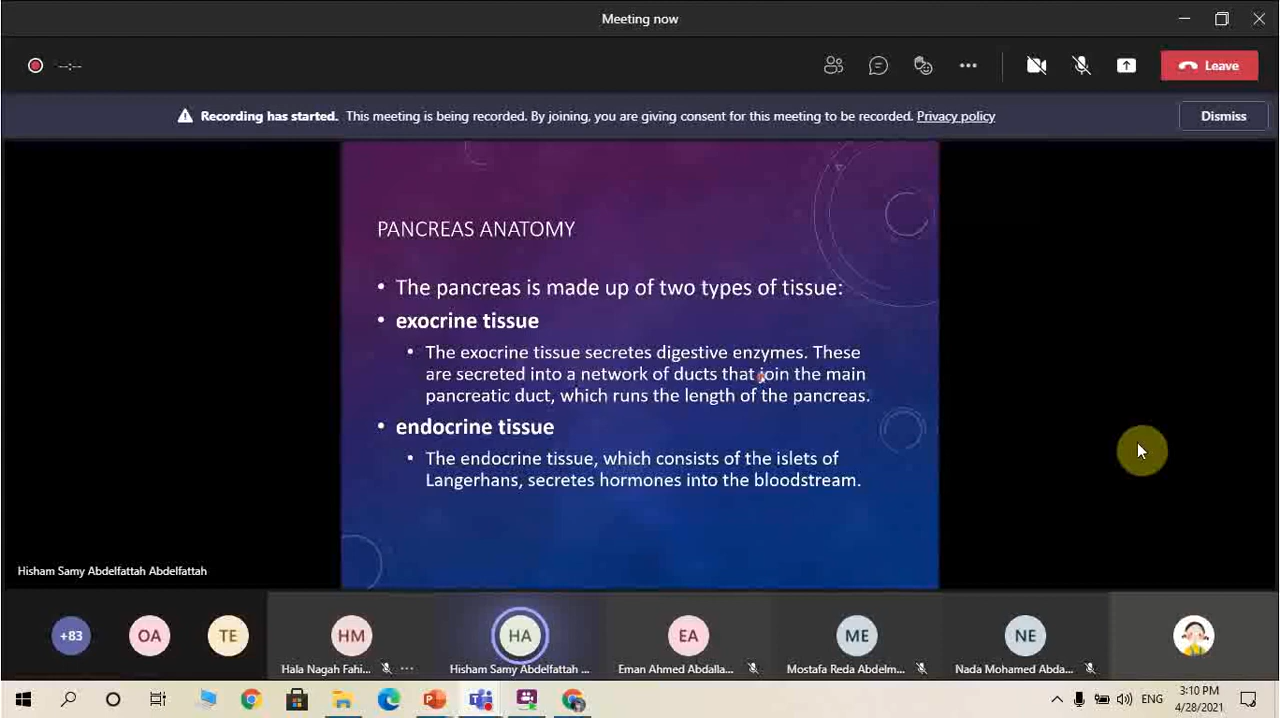 Meeting now
--:--
Leave
Recording has started. This meeting is being recorded. By joining, you are giving consent for this meeting to be recorded. Privacy policy
Dismiss
PANCREAS ANATOMY
• The pancreas is made up of two types of tissue:
• exocrine tissue
• The exocrine tissue secretes digestive enzymes. These
are secreted into a network of ducts that join the main
pancreatic duct, which runs the length of the pancreas.
• endocrine tissue
• The endocrine tissue, which consists of the islets of
Langerhans, secretes hormones into the bloodstream.
Hisham Samy Abdelfattah Abdelfattah
+83 OA TE HM HA EA ME NE
Hala Nagah Fahi... Hisham Samy Abdelfattah ... Eman Ahmed Abdalla... Mostafa Reda Abdelm... Nada Mohamed Abda...
ENG
3:10 PM
4/28/2021